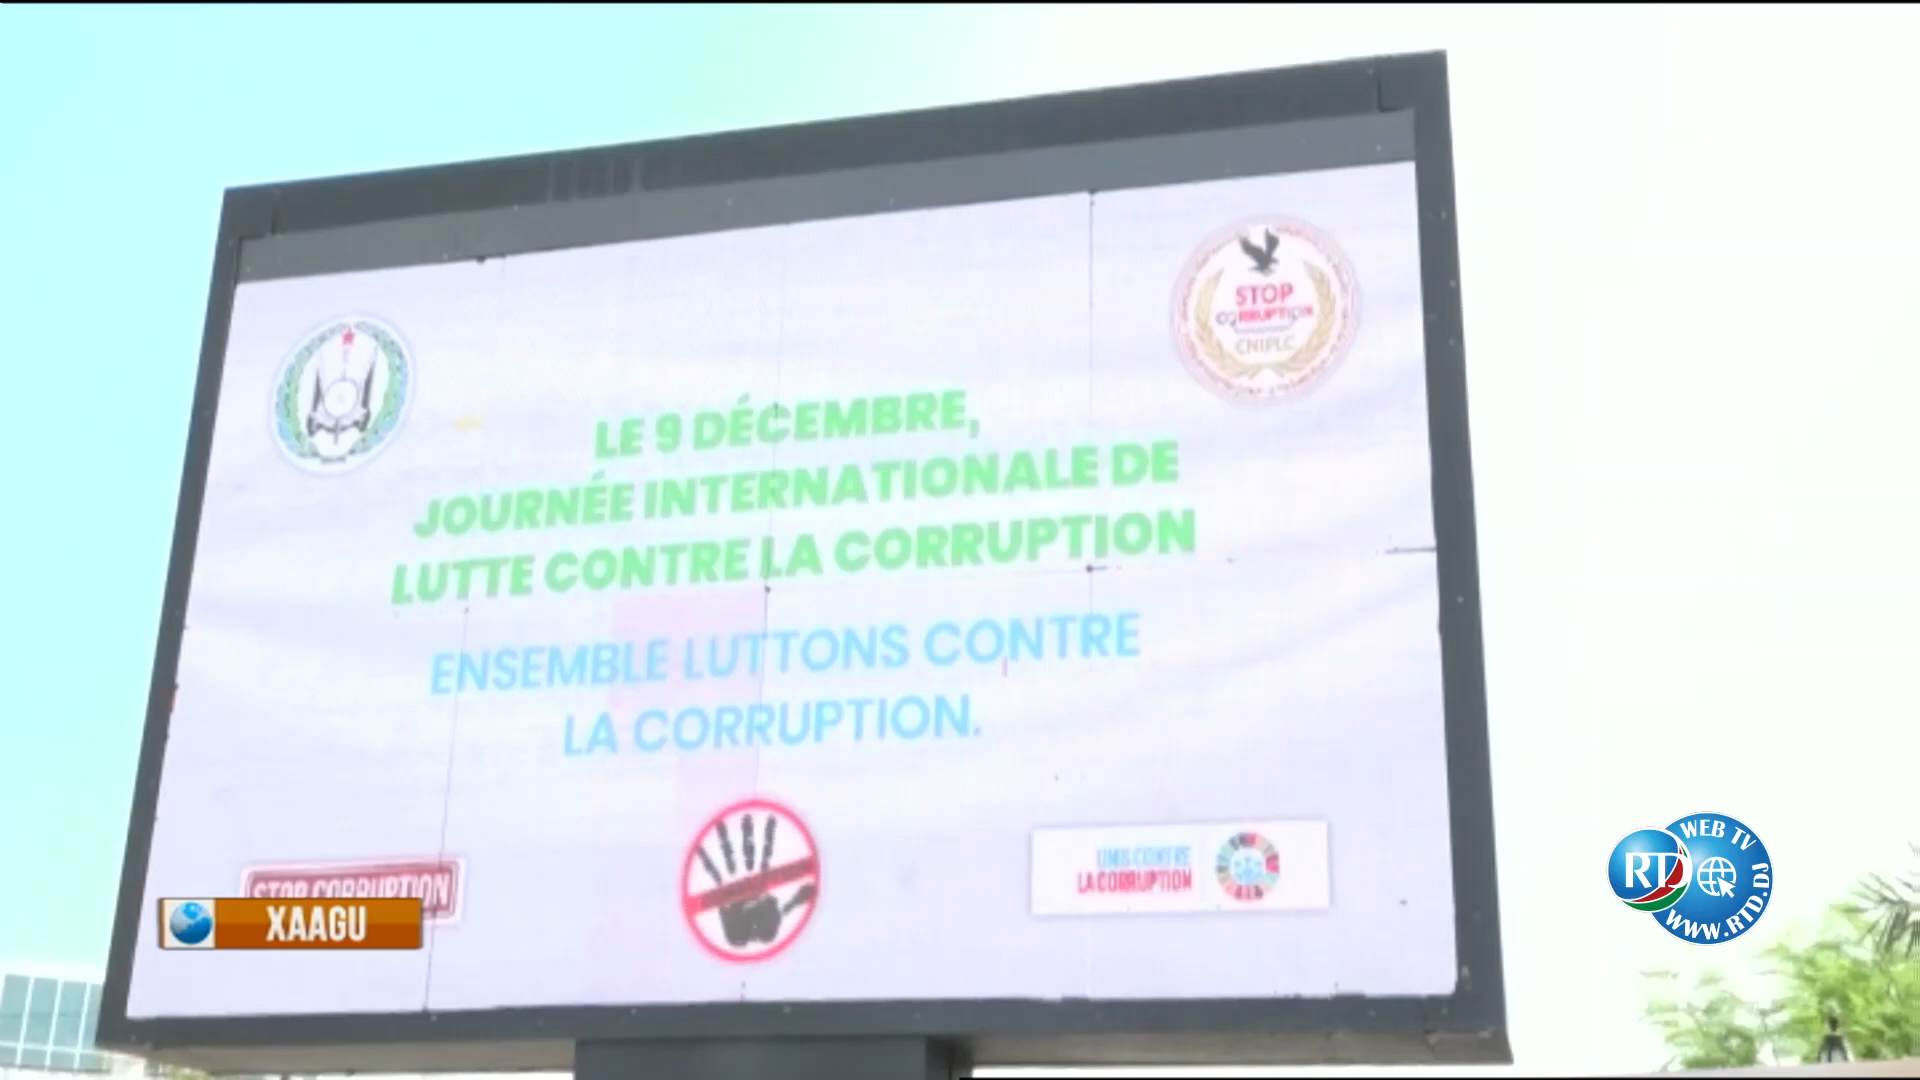 STOP
CORRUPTION
CNIPLC
LE 9 DÉCEMBRE,
JOURNÉE INTERNATIONALE DE
LUTTE CONTRE LA CORRUPTION
ENSEMBLE LUTTONS CONTRE
LA CORRUPTION.
STOP CORRUPTION
UNIS CONTRE
LA CORRUPTION
XAAGU
WEB TV
RTD
WWW.RTD.DJ